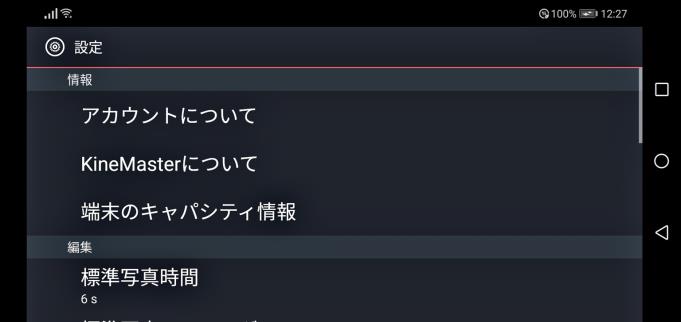 100% 12:27
設定
情報
アカウントについて
KineMasterについて
端末のキャパシティ情報
編集
標準写真時間
6 s